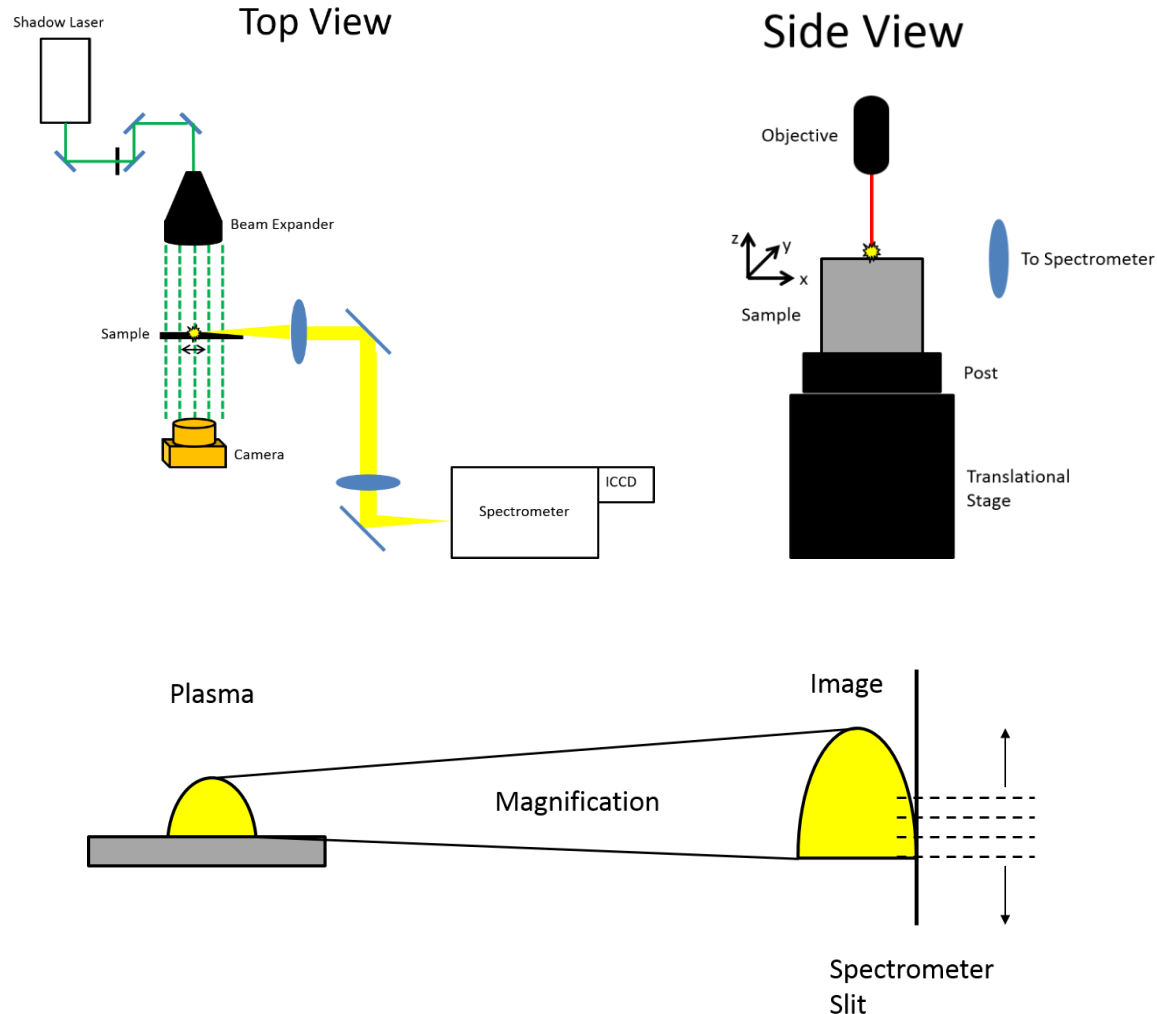 Shadow Laser
Top View
Beam Expander
Sample
Camera
Spectrometer
ICCD
Side View
Objective
z
y
x
To Spectrometer
Sample
Post
Translational
Stage
Plasma
Image
Magnification
Spectrometer
Slit